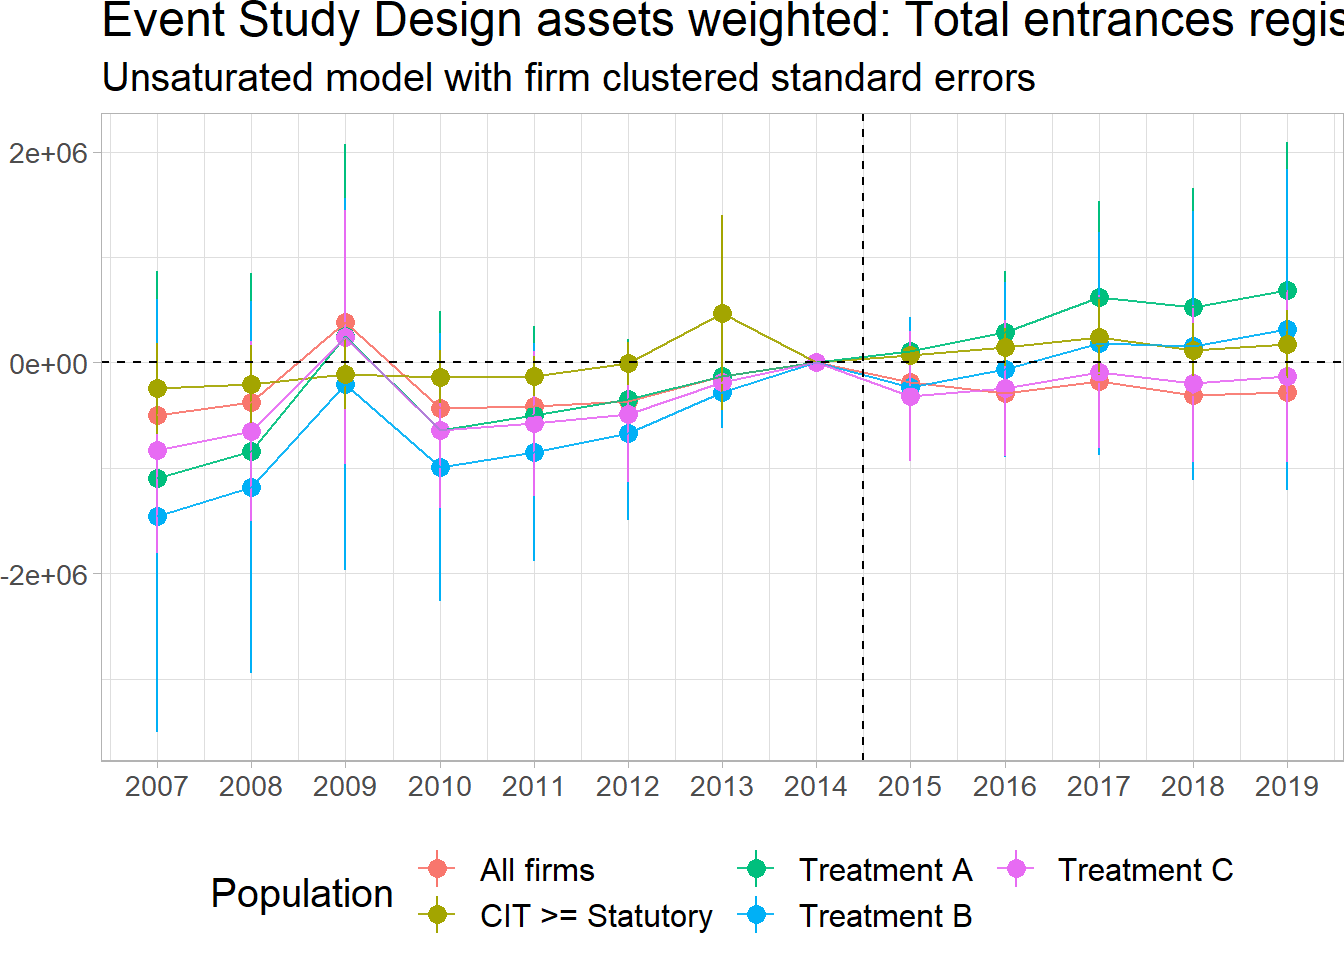 Event Study Design assets weighted: Total entrances regis
Unsaturated model with firm clustered standard errors
2e+06
0e+00
-2e+06
2007 2008 2009 2010 2011 2012 2013 2014 2015 2016 2017 2018 2019
Population
All firms
CIT >= Statutory
Treatment A
Treatment B
Treatment C